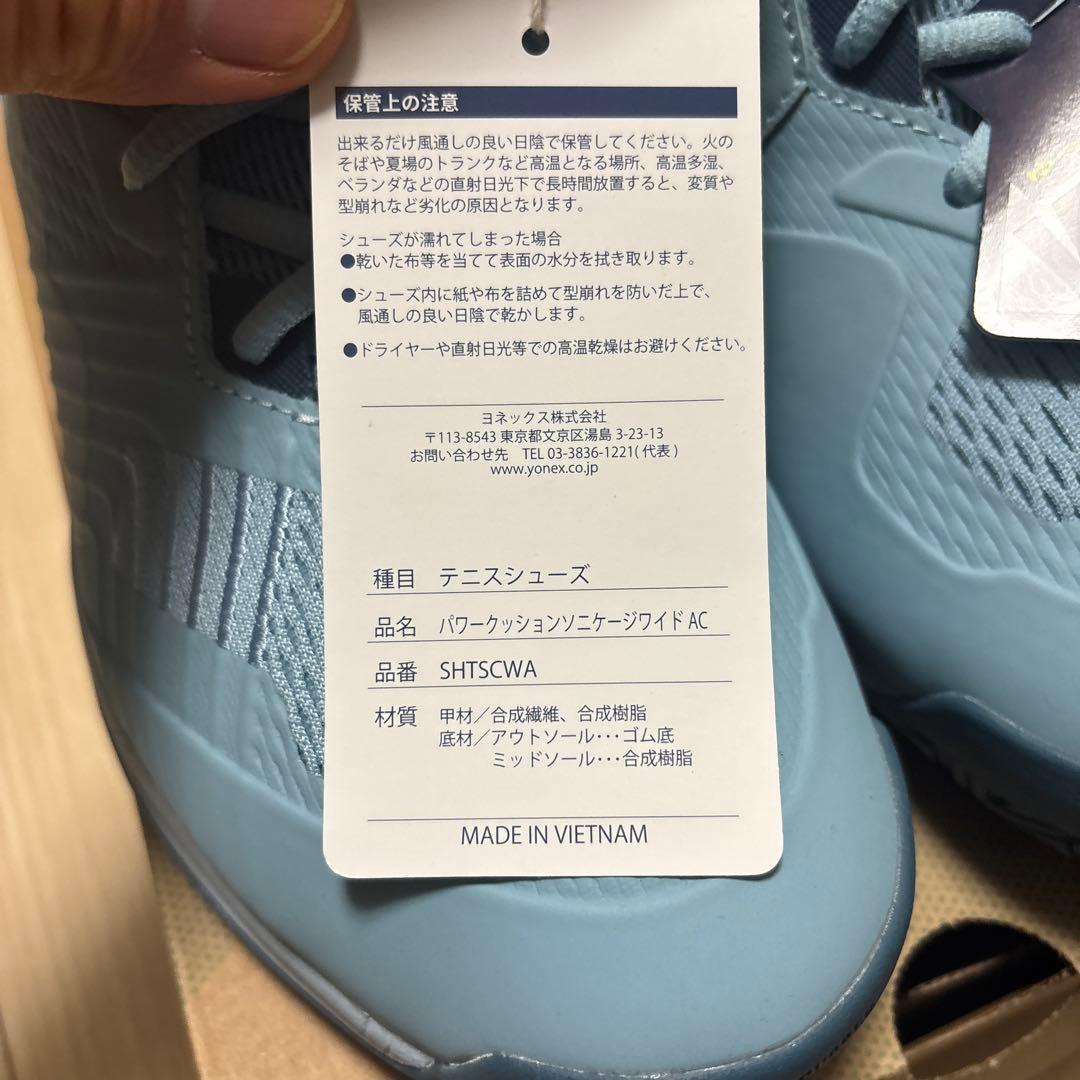 保管上の注意
出来るだけ風通しの良い日陰で保管してください。火の
そばや夏場のトランクなど高温となる場所、高温多湿、
ベランダなどの直射日光下で長時間放置すると、変質や
型崩れなど劣化の原因となります。
シューズが濡れてしまった場合
●乾いた布等を当てて表面の水分を拭き取ります。
●シューズ内に紙や布を詰めて型崩れを防いだ上で、
風通しの良い日陰で乾かします。
●ドライヤーや直射日光等での高温乾燥はお避けください。
ヨネックス株式会社
〒113-8543 東京都文京区湯島 3-23-13
お問い合わせ先 TEL 03-3836-1221(代表)
www.yonex.co.jp
種目 テニスシューズ
品名 パワークッションソニケージワイド AC
品番 SHTSCWA
材質 甲材／合成繊維、合成樹脂
底材／アウトソール･･･ゴム底
ミッドソール･･･合成樹脂
MADE IN VIETNAM